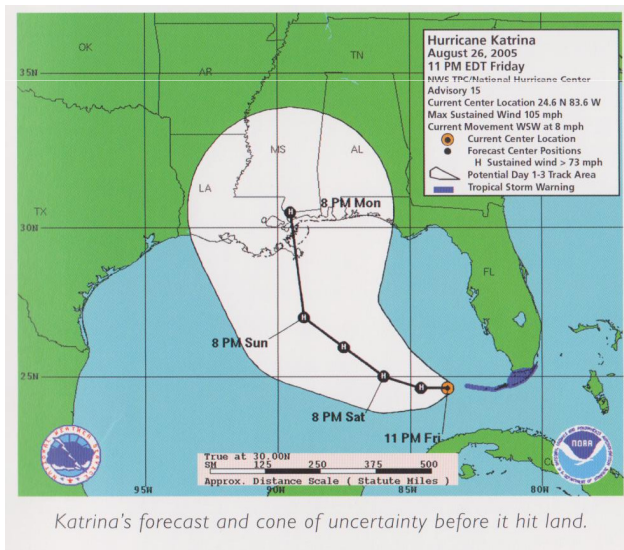 OK
TN
35N
AR
Hurricane Katrina
August 26, 2005
11 PM EDT Friday
NWS TPC/National Hurricane Center
Advisory 15
Current Center Location 24.6 N 83.6 W
Max Sustained Wind 105 mph
Current Movement WSW at 8 mph
Current Center Location
Forecast Center Positions
H Sustained wind > 73 mph
Potential Day 1-3 Track Area
Tropical Storm Warning
MS
AL
LA
TX
H
8 PM Mon
30N
FL
H
8 PM Sun
H
25N
H
H
8 PM Sat
11 PM Fri
NOAA
True at 30.00N
SM 125 250 375 500
Approx. Distance Scale ( Statute Miles )
95N
90N
85N
80N
Katrina's forecast and cone of uncertainty before it hit land.